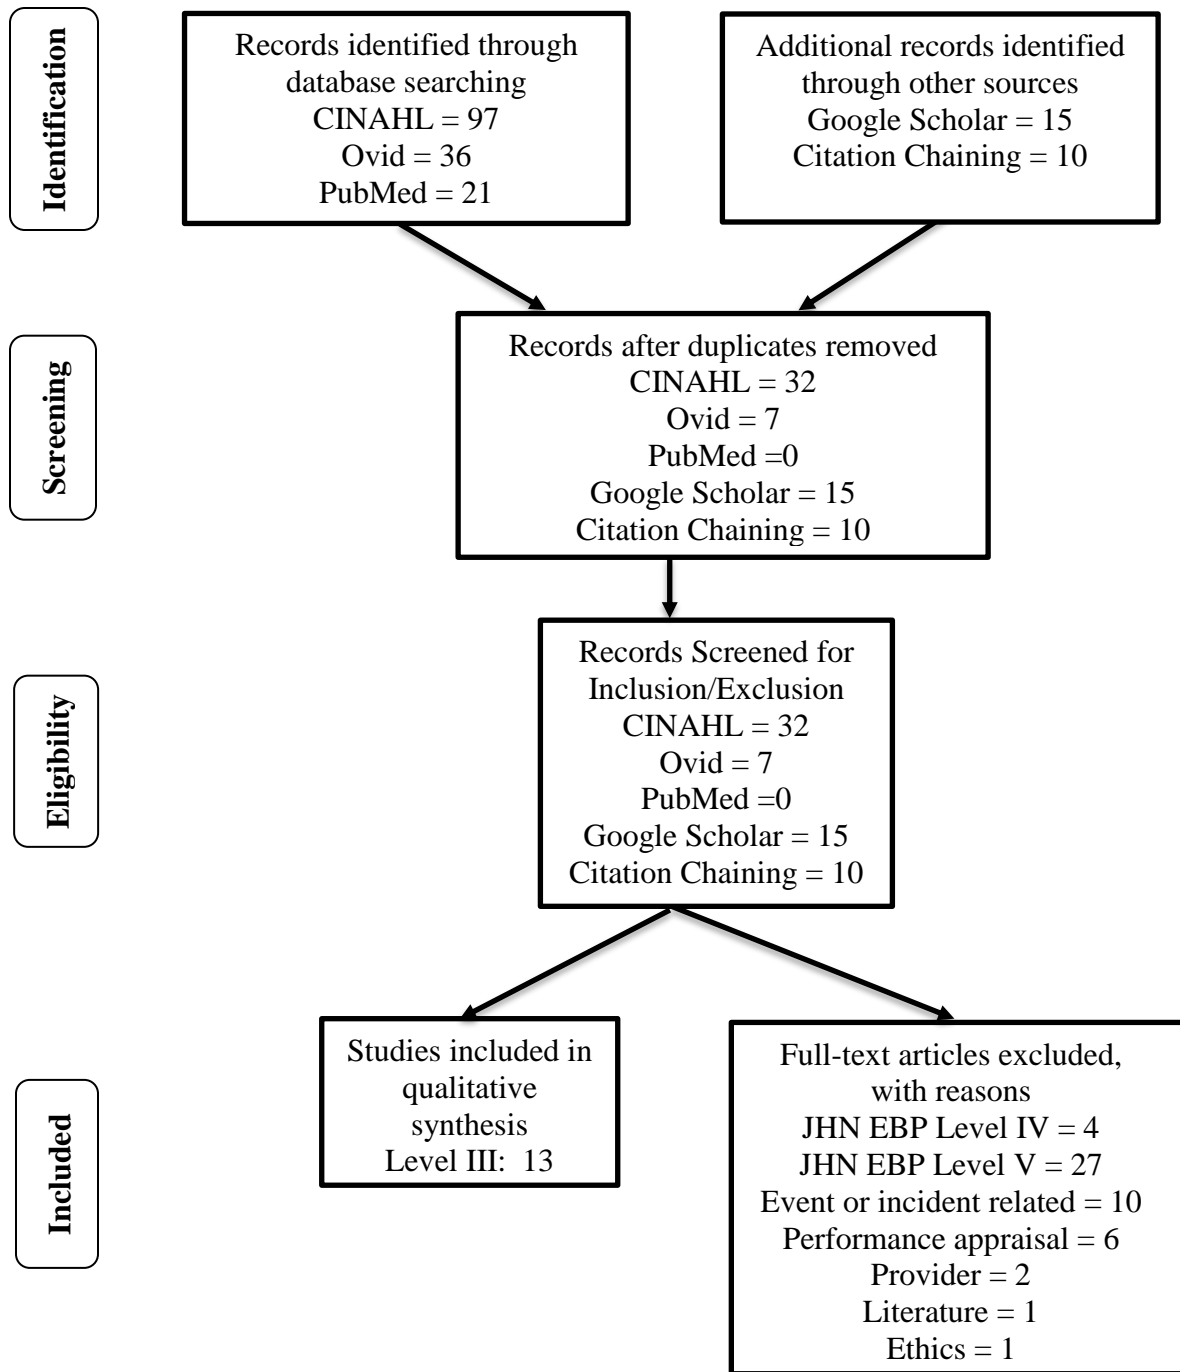 Identification
Records identified through
database searching
CINAHL = 97
Ovid = 36
PubMed = 21
Additional records identified
through other sources
Google Scholar = 15
Citation Chaining = 10
Screening
Records after duplicates removed
CINAHL = 32
Ovid = 7
PubMed =0
Google Scholar = 15
Citation Chaining = 10
Eligibility
Records Screened for
Inclusion/Exclusion
CINAHL = 32
Ovid = 7
PubMed =0
Google Scholar = 15
Citation Chaining = 10
Included
Studies included in
qualitative
synthesis
Level III:  13
Full-text articles excluded,
with reasons
JHN EBP Level IV = 4
JHN EBP Level V = 27
Event or incident related = 10
Performance appraisal = 6
Provider = 2
Literature = 1
Ethics = 1